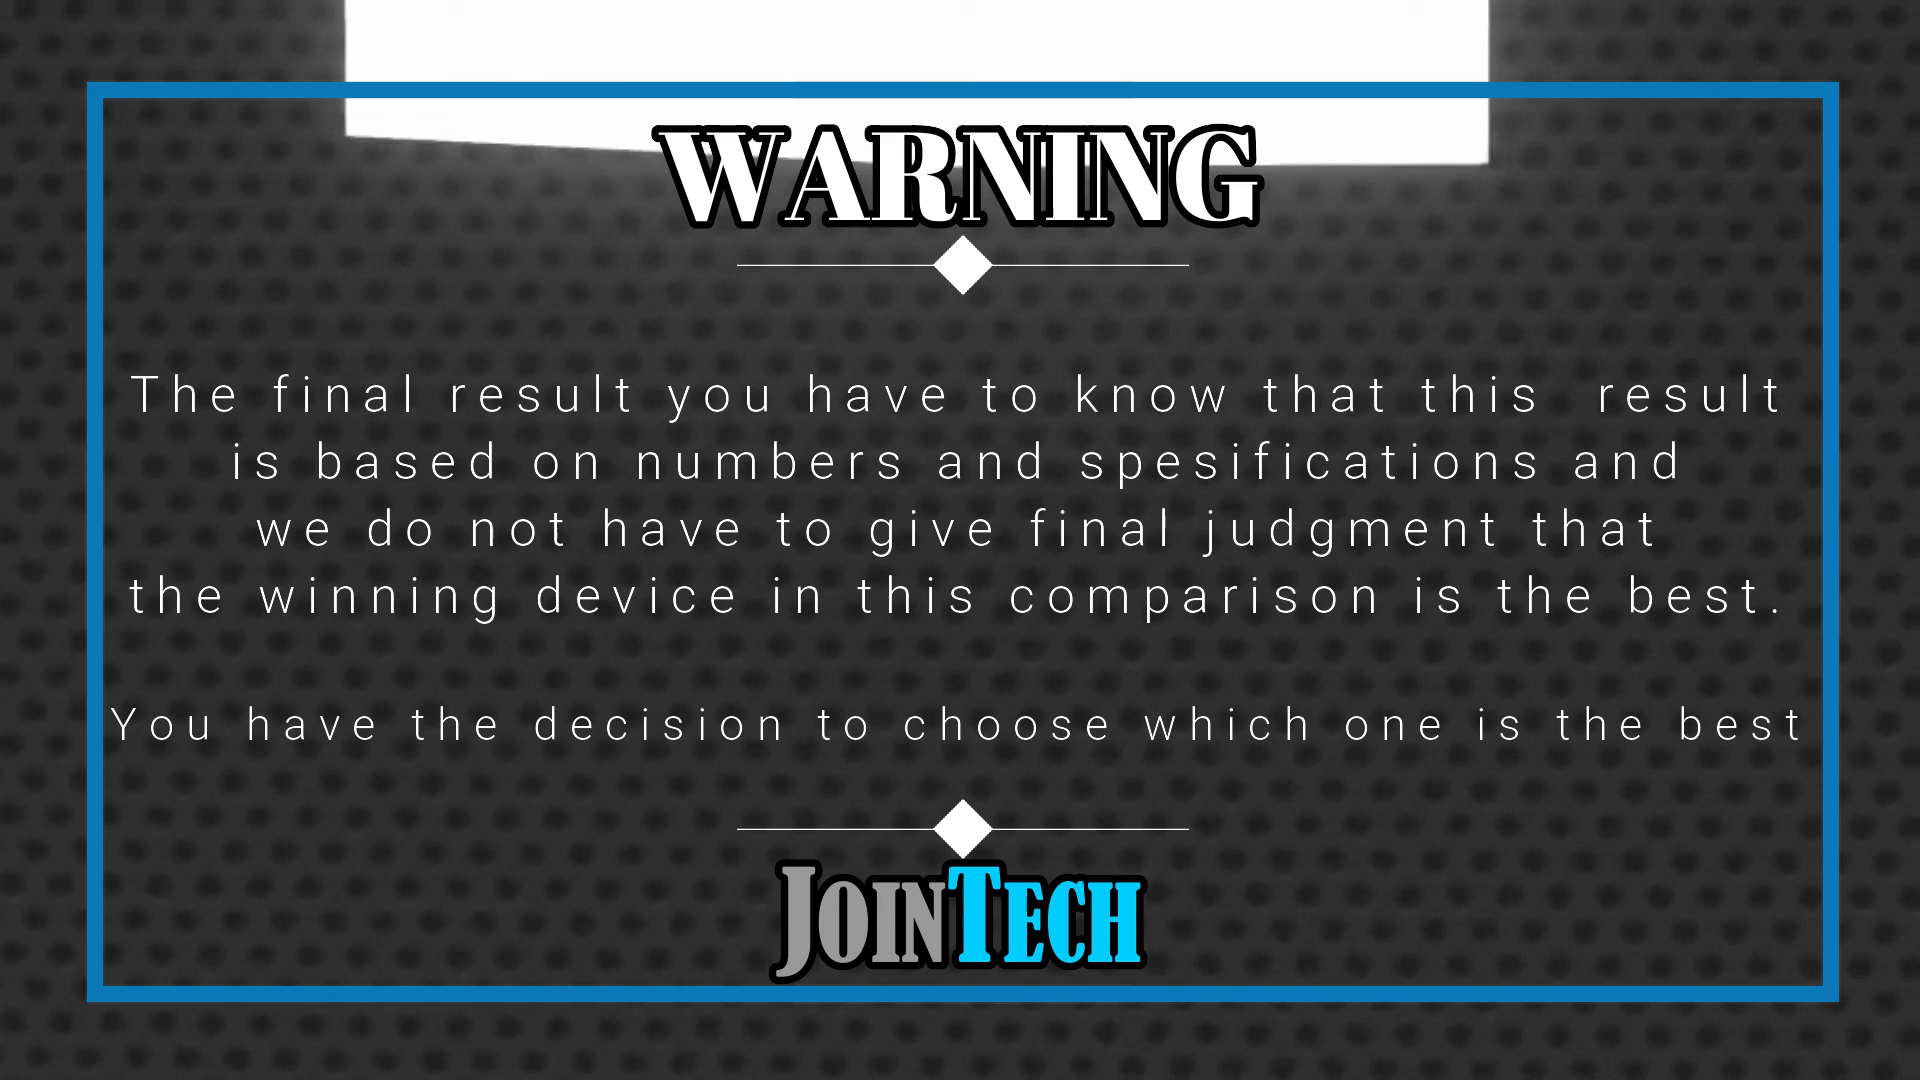 WARNING
The final result you have to know that this result
is based on numbers and spesifications and
we do not have to give final judgment that
the winning device in this comparison is the best.
You have the decision to choose which one is the best
JOINTECH